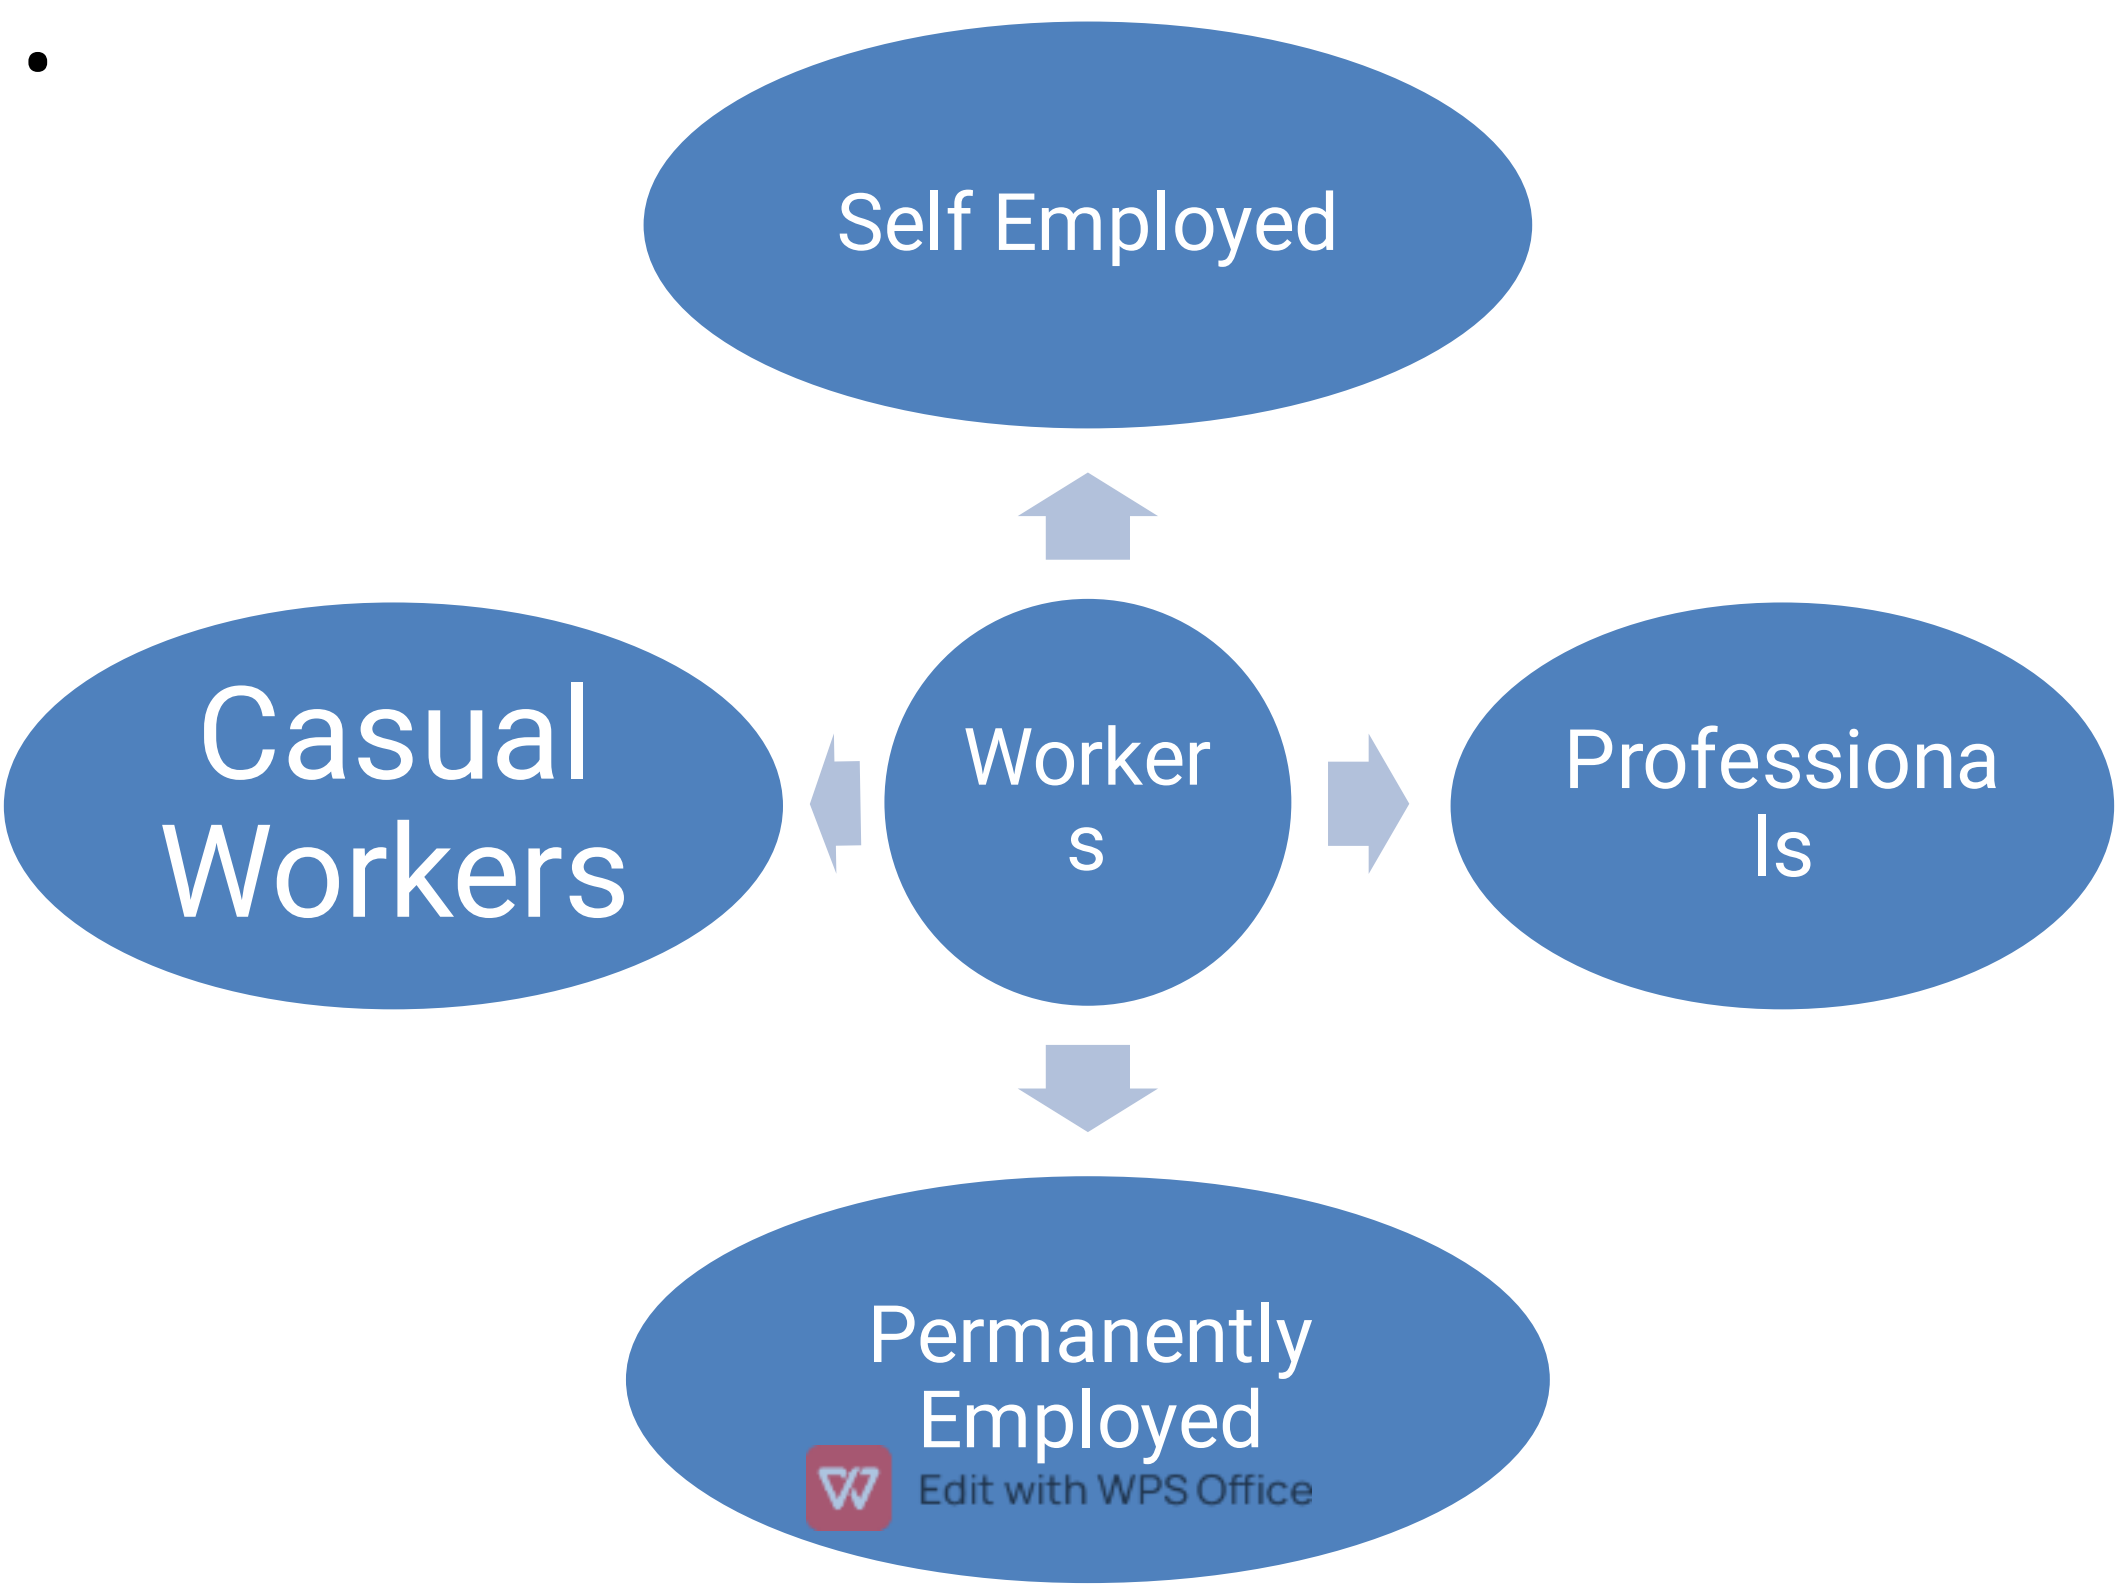 •
Self Employed
Casual
Workers
Worker
s
Professiona
ls
Permanently
Employed
Edit with WPS Office